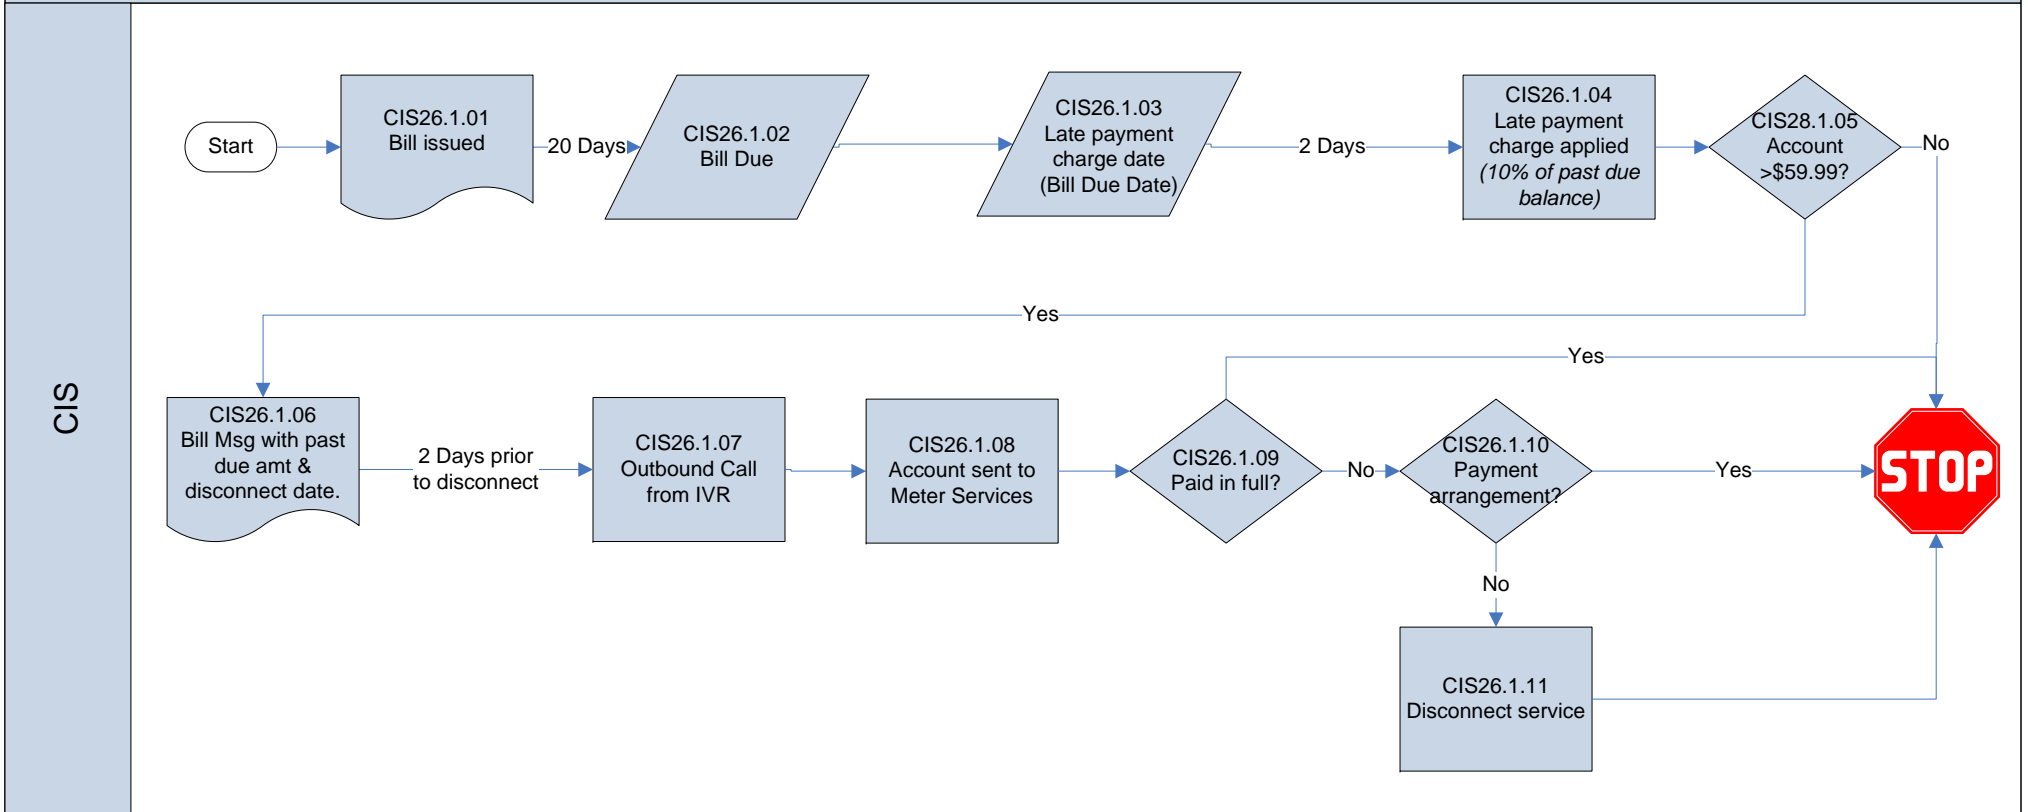 CIS
Start
CIS26.1.01
Bill issued
20 Days
CIS26.1.02
Bill Due
CIS26.1.03
Late payment
charge date
(Bill Due Date)
2 Days
CIS26.1.04
Late payment
charge applied
(10% of past due
balance)
CIS28.1.05
Account
>$59.99?
No
Yes
Yes
CIS26.1.06
Bill Msg with past
due amt &
disconnect date.
2 Days prior
to disconnect
CIS26.1.07
Outbound Call
from IVR
CIS26.1.08
Account sent to
Meter Services
CIS26.1.09
Paid in full?
No
CIS26.1.10
Payment
arrangement?
Yes
STOP
No
CIS26.1.11
Disconnect service